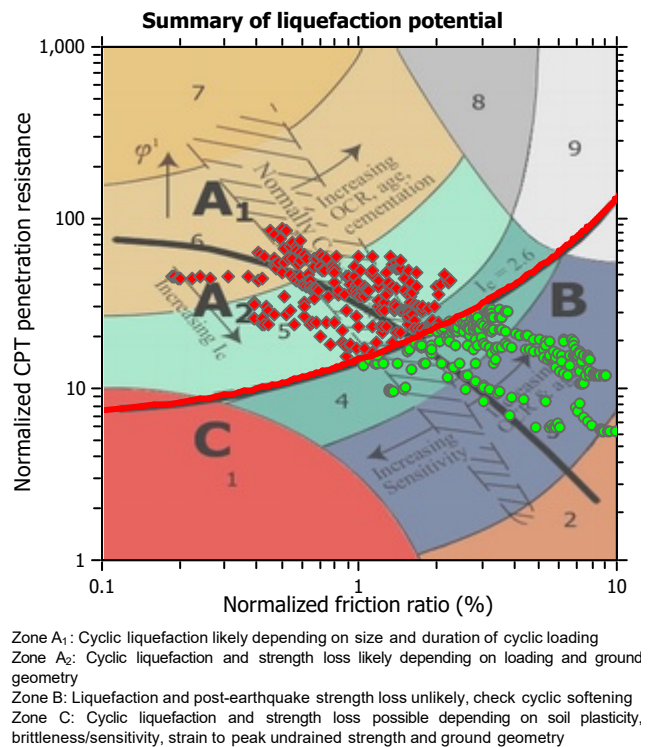 Summary of liquefaction potential
Normalized CPT penetration resistance
1,000
100
10
1
7
8
9
φ'
A1
Increasing
OCR, age,
cementation
Normally C
6
A2
Increasing Ic
5
Ic = 2.6
B
4
C
1
Increasing
Sensitivity
3
2
0.1
1
10
Normalized friction ratio (%)
Zone A1: Cyclic liquefaction likely depending on size and duration of cyclic loading
Zone A2: Cyclic liquefaction and strength loss likely depending on loading and ground
geometry
Zone B: Liquefaction and post-earthquake strength loss unlikely, check cyclic softening
Zone C: Cyclic liquefaction and strength loss possible depending on soil plasticity,
brittleness/sensitivity, strain to peak undrained strength and ground geometry